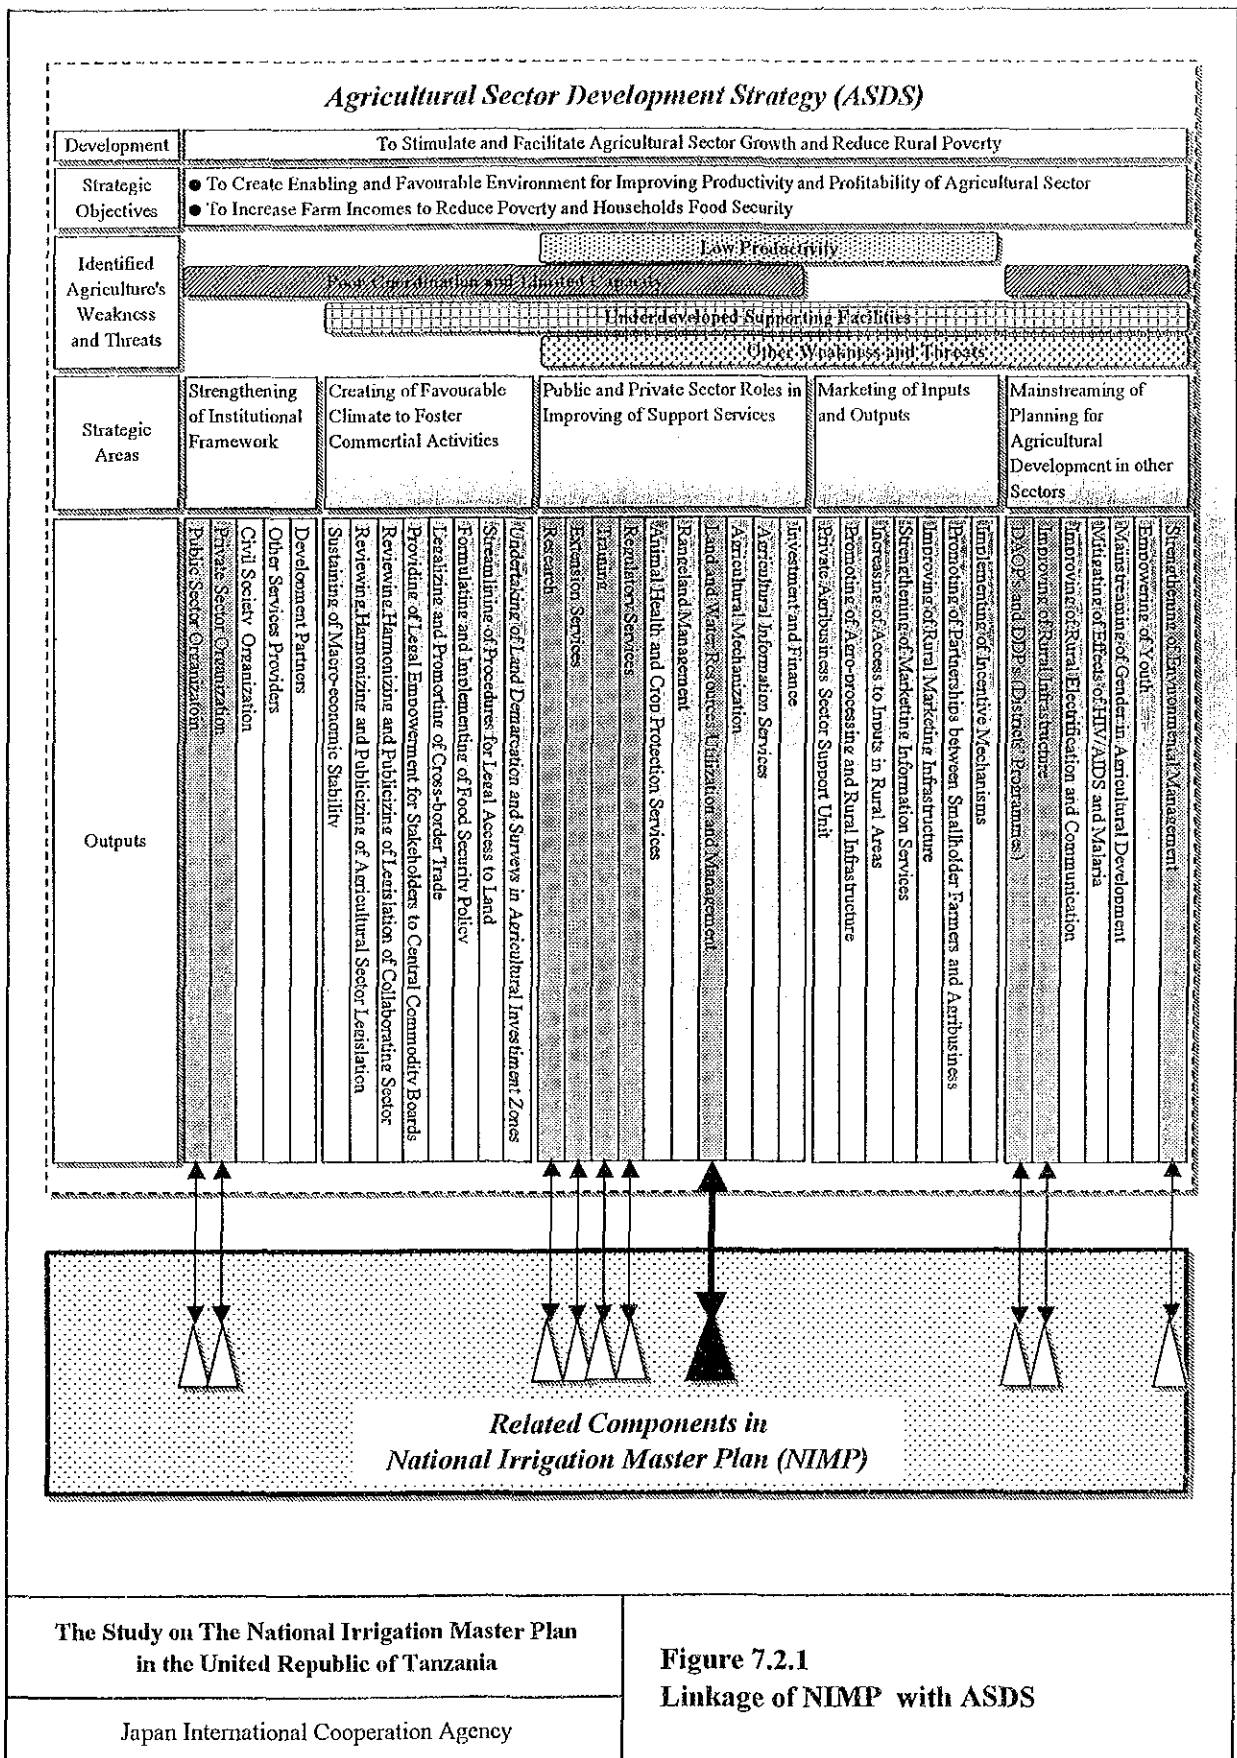 Agricultural Sector Development Strategy (ASDS)
Development
To Stimulate and Facilitate Agricultural Sector Growth and Reduce Rural Poverty
Strategic
Objectives
● To Create Enabling and Favourable Environment for Improving Productivity and Profitability of Agricultural Sector
● To Increase Farm Incomes to Reduce Poverty and Households Food Security
Identified
Agriculture's
Weakness
and Threats
Low Productivity
Poor Coordination and Limited Capacity
Underdeveloped Supporting Facilities
Other Weakness and Threats
Strategic
Areas
Strengthening
of Institutional
Framework
Creating of Favourable
Climate to Foster
Commertial Activities
Public and Private Sector Roles in
Improving of Support Services
Marketing of Inputs
and Outputs
Mainstreaming of
Planning for
Agricultural
Development in other
Sectors
Outputs
Public Sector Organizatoin
Private Sector Organization
Civil Society Organization
Other Services Providers
Development Partners
Sustaining of Macro-economic Stability
Reviewing, Harmonizing and Publicizing of Agricultural Sector Legislation
Reviewing, Harmonizing and Publicizing of Legislation of Collaborating Sector
Providing of Legal Empowerment for Stakeholders to Central Commodity Boards
Legalizing and Promorting of Cross-border Trade
Formulating and Implementing of Food Security Policy
Streamlining of Procedures for Legal Access to Land
Undertaking of Land Demarcation and Surveys in Agricultural Investiment Zones
Research
Extension Services
Training
Regulatory Services
Animal Health and Crop Protection Services
Rangeland Management
Land and Water Resources Utilization and Management
Agricultural Mechanization
Agricultural Information Services
Investment and Finance
Private Agribusiness Sector Support Unit
Promoting of Agro-processing and Rural Infrastructure
Increasing of Access to Inputs in Rural Areas
Strengthening of Marketing Information Services
Improving of Rural Marketing Infrastructure
Promoting of Partnerships between Smallholder Farmers and Agribusiness
Implementing of Incentive Mechanisms
DADPs and DDPs (Districts' Programmes)
Improving of Rural Infrastructure
Improving of Rural Electrification and Communication
Mitigating of Effects of HIV/AIDS and Malaria
Mainstreaming of Gender in Agricultural Development
Empowering of Youth
Strengthening of Environmental Management
Related Components in
National Irrigation Master Plan (NIMP)
The Study on The National Irrigation Master Plan
in the United Republic of Tanzania
Japan International Cooperation Agency
Figure 7.2.1
Linkage of NIMP with ASDS